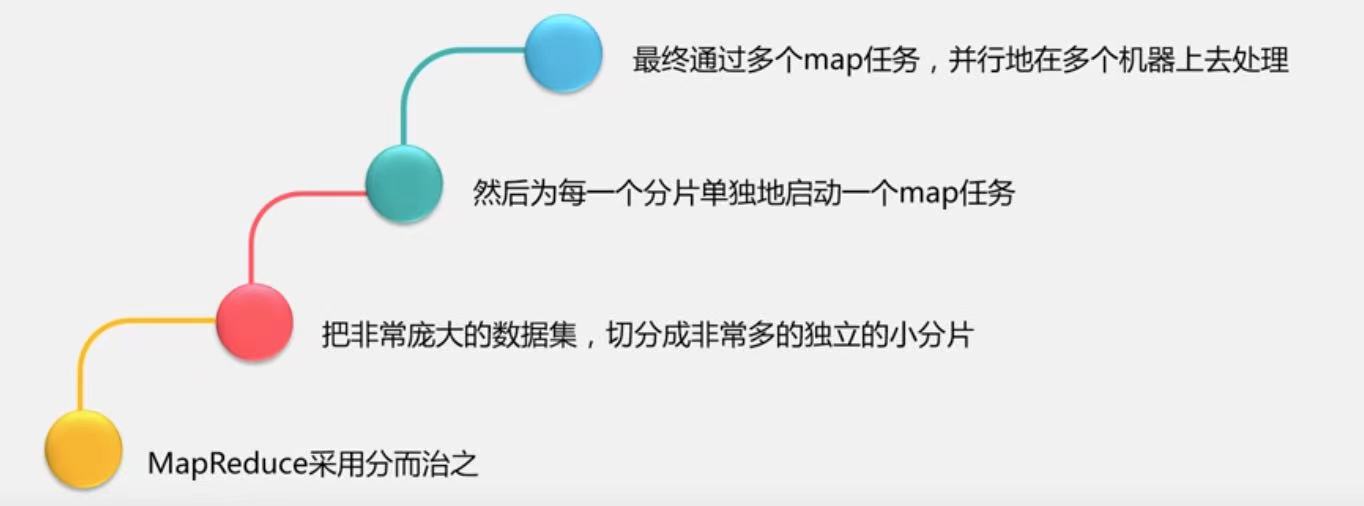 最终通过多个map任务，并行地在多个机器上去处理
然后为每一个分片单独地启动一个map任务
把非常庞大的数据集，切分成非常多的独立的小分片
MapReduce采用分而治之